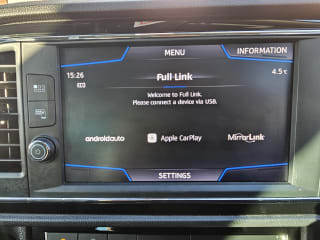 MENU
INFORMATION
15:26
Full Link
4.5°C
Welcome to Full Link.
Please connect a device via USB.
androidauto
Apple CarPlay
MirrorLink
SETTINGS